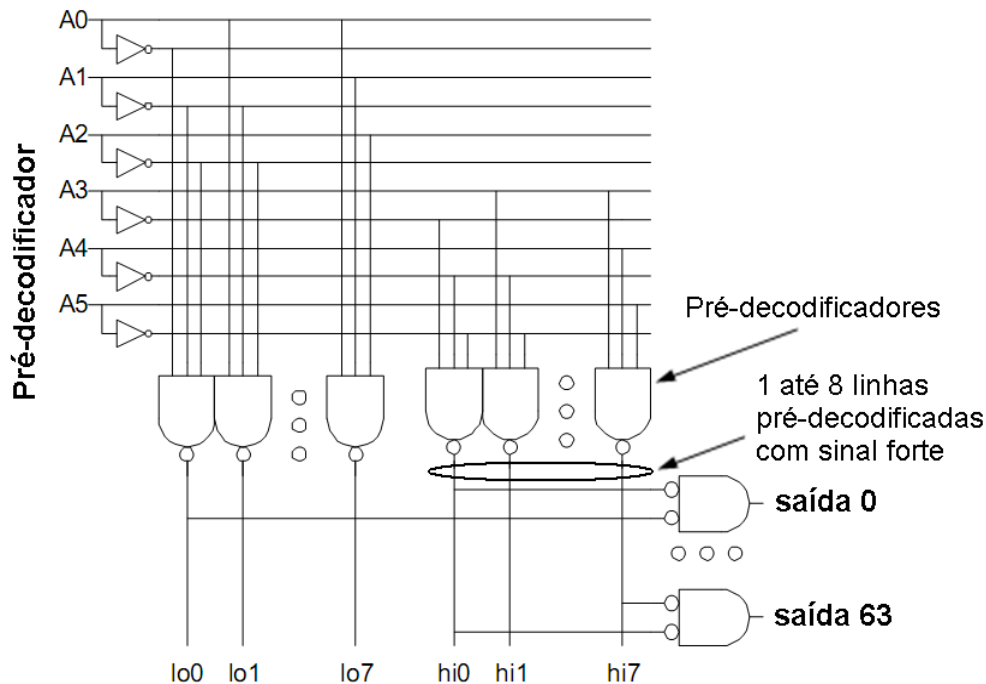 A0
A1
A2
A3
A4
A5
Pré-decodificador
Pré-decodificadores
1 até 8 linhas
pré-decodificadas
com sinal forte
saída 0
saída 63
lo0 lo1 lo7 hi0 hi1 hi7